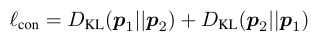 ℓ_con = D_KL(p_1||p_2) + D_KL(p_2||p_1)